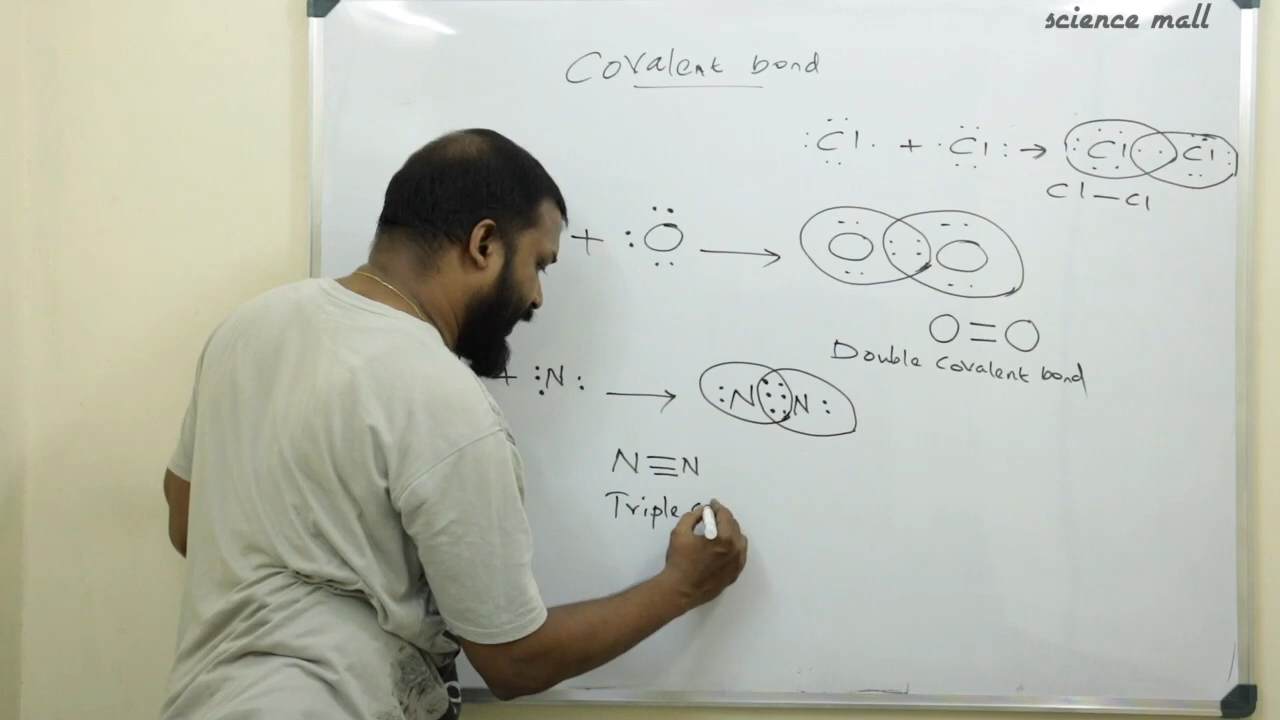 science mall
Covalent bond
:Cl. + .Cl: → Cl Cl
Cl—Cl
+ :O → O O
O=O
Double Covalent bond
+ :N: → :N N:
N≡N
Triple